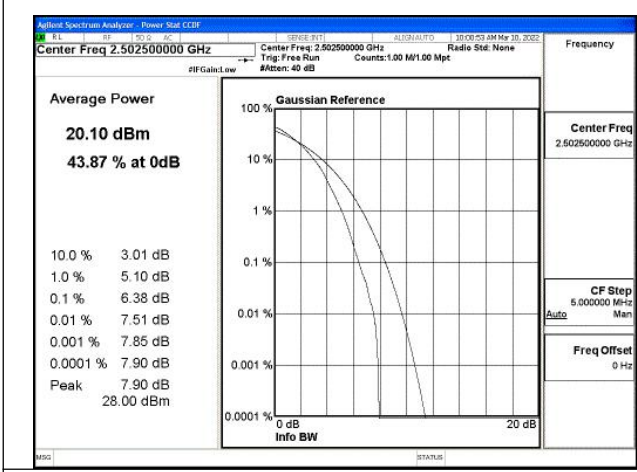 Agilent Spectrum Analyzer - Power Stat CCDF
RL RF 50 Ω AC SENSE:INT ALIGNAUTO 10:00:53 AM Mar 10, 2022
Center Freq 2.502500000 GHz
Center Freq: 2.502500000 GHz Radio Std: None
Trig: Free Run Counts:1.00 M/1.00 Mpt
#IFGain:Low #Atten: 40 dB
Frequency
Average Power
20.10 dBm
43.87 % at 0dB
10.0 % 3.01 dB
1.0 % 5.10 dB
0.1 % 6.38 dB
0.01 % 7.51 dB
0.001 % 7.85 dB
0.0001 % 7.90 dB
Peak 7.90 dB
28.00 dBm
Gaussian Reference
100 %
10 %
1 %
0.1 %
0.01 %
0.001 %
0.0001 %
0 dB 20 dB
Info BW
Center Freq
2.502500000 GHz
CF Step
5.000000 MHz
Auto Man
Freq Offset
0 Hz
MSG STATUS